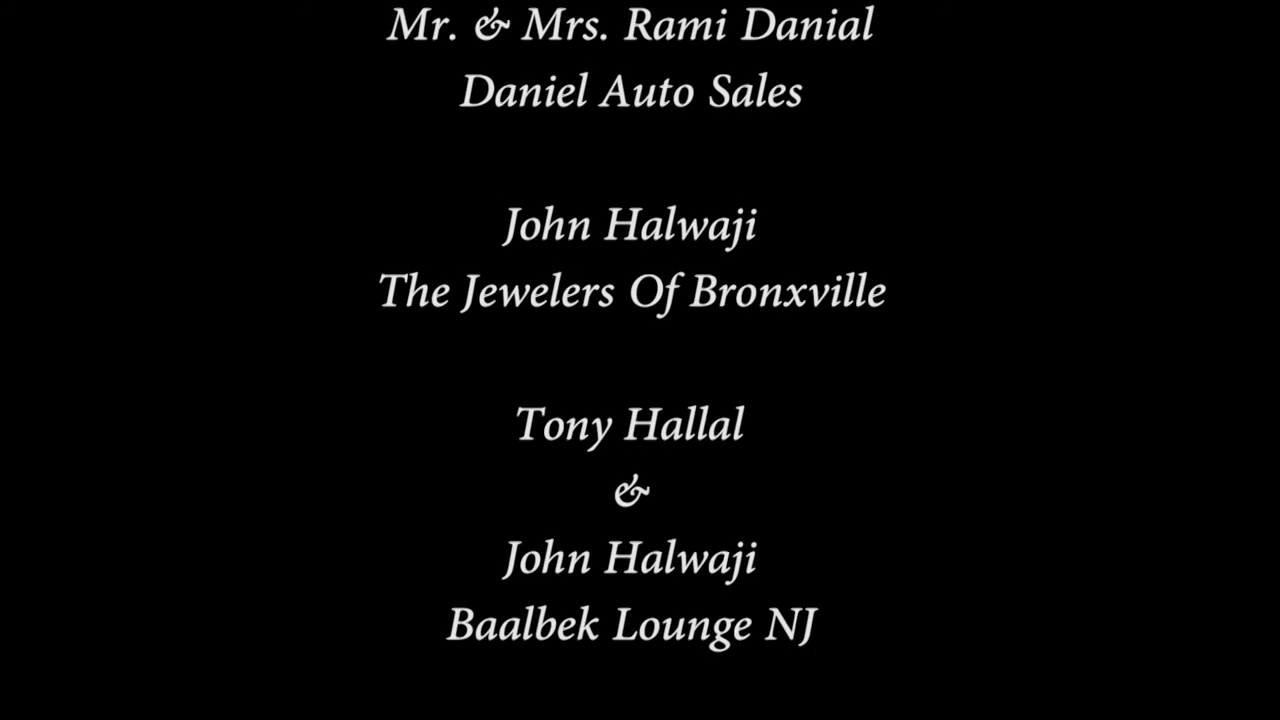 Mr. & Mrs. Rami Danial
Daniel Auto Sales
John Halwaji
The Jewelers Of Bronxville
Tony Hallal
&
John Halwaji
Baalbek Lounge NJ